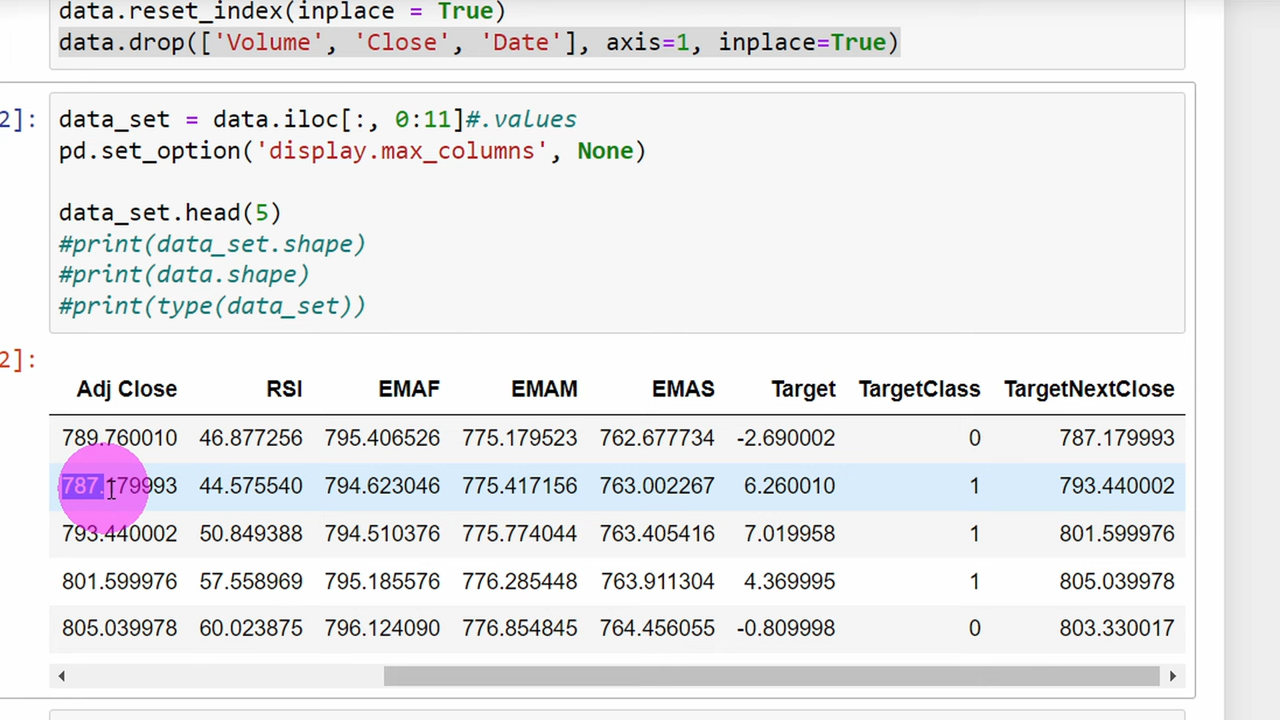 data.reset_index(inplace = True)
data.drop(['Volume', 'Close', 'Date'], axis=1, inplace=True)
2]:
data_set = data.iloc[:, 0:11]#.values
pd.set_option('display.max_columns', None)
data_set.head(5)
#print(data_set.shape)
#print(data.shape)
#print(type(data_set))
2]:
Adj Close RSI EMAF EMAM EMAS Target TargetClass TargetNextClose
789.760010 46.877256 795.406526 775.179523 762.677734 -2.690002 0 787.179993
787.179993 44.575540 794.623046 775.417156 763.002267 6.260010 1 793.440002
793.440002 50.849388 794.510376 775.774044 763.405416 7.019958 1 801.599976
801.599976 57.558969 795.185576 776.285448 763.911304 4.369995 1 805.039978
805.039978 60.023875 796.124090 776.854845 764.456055 -0.809998 0 803.330017